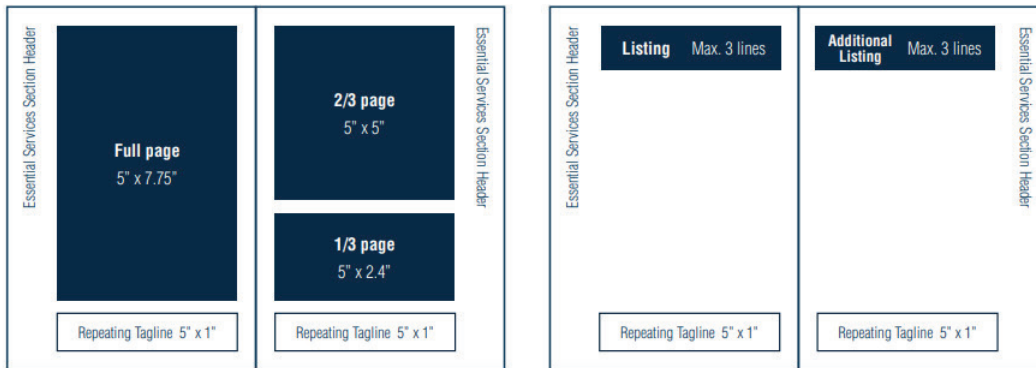 Essential Services Section Header
Full page
5” x 7.75”
Repeating Tagline 5” x 1”
2/3 page
5” x 5”
1/3 page
5” x 2.4”
Repeating Tagline 5” x 1”
Essential Services Section Header
Essential Services Section Header
Listing Max. 3 lines
Repeating Tagline 5” x 1”
Additional
Listing Max. 3 lines
Repeating Tagline 5” x 1”
Essential Services Section Header